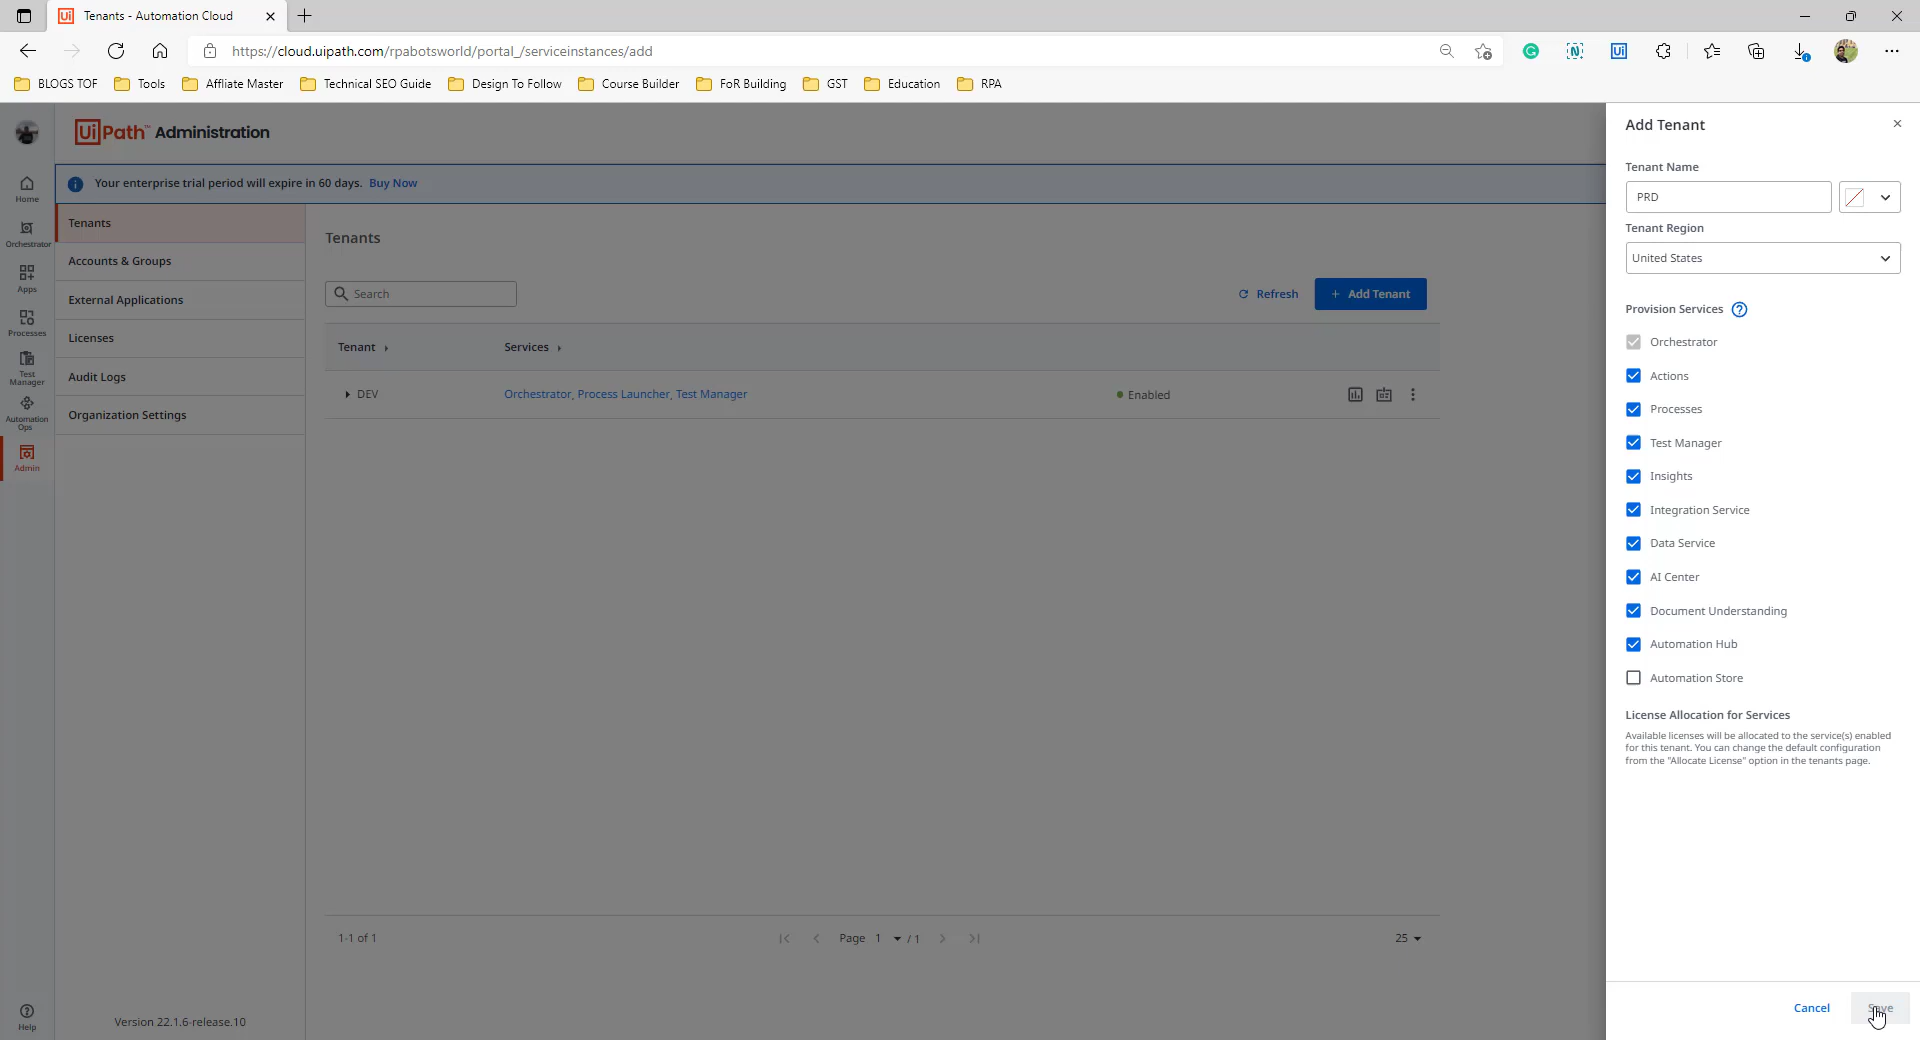 Tenants - Automation Cloud
https://cloud.uipath.com/rpabotsworld/portal_/serviceinstances/add
BLOGS TOF
Tools
Affliate Master
Technical SEO Guide
Design To Follow
Course Builder
FoR Building
GST
Education
RPA
UiPath™ Administration
Your enterprise trial period will expire in 60 days. Buy Now
Home
Orchestrator
Apps
Processes
Test
Manager
Automation
Ops
Admin
Help
Tenants
Accounts & Groups
External Applications
Licenses
Audit Logs
Organization Settings
Version 22.1.6-release.10
Tenants
Search
Refresh
+ Add Tenant
Tenant
Services
DEV
Orchestrator, Process Launcher, Test Manager
Enabled
1-1 of 1
Page 1 / 1
25
Add Tenant
Tenant Name
PRD
Tenant Region
United States
Provision Services ?
Orchestrator
Actions
Processes
Test Manager
Insights
Integration Service
Data Service
AI Center
Document Understanding
Automation Hub
Automation Store
License Allocation for Services
Available licenses will be allocated to the service(s) enabled
for this tenant. You can change the default configuration
from the "Allocate License" option in the tenants page.
Cancel
Save